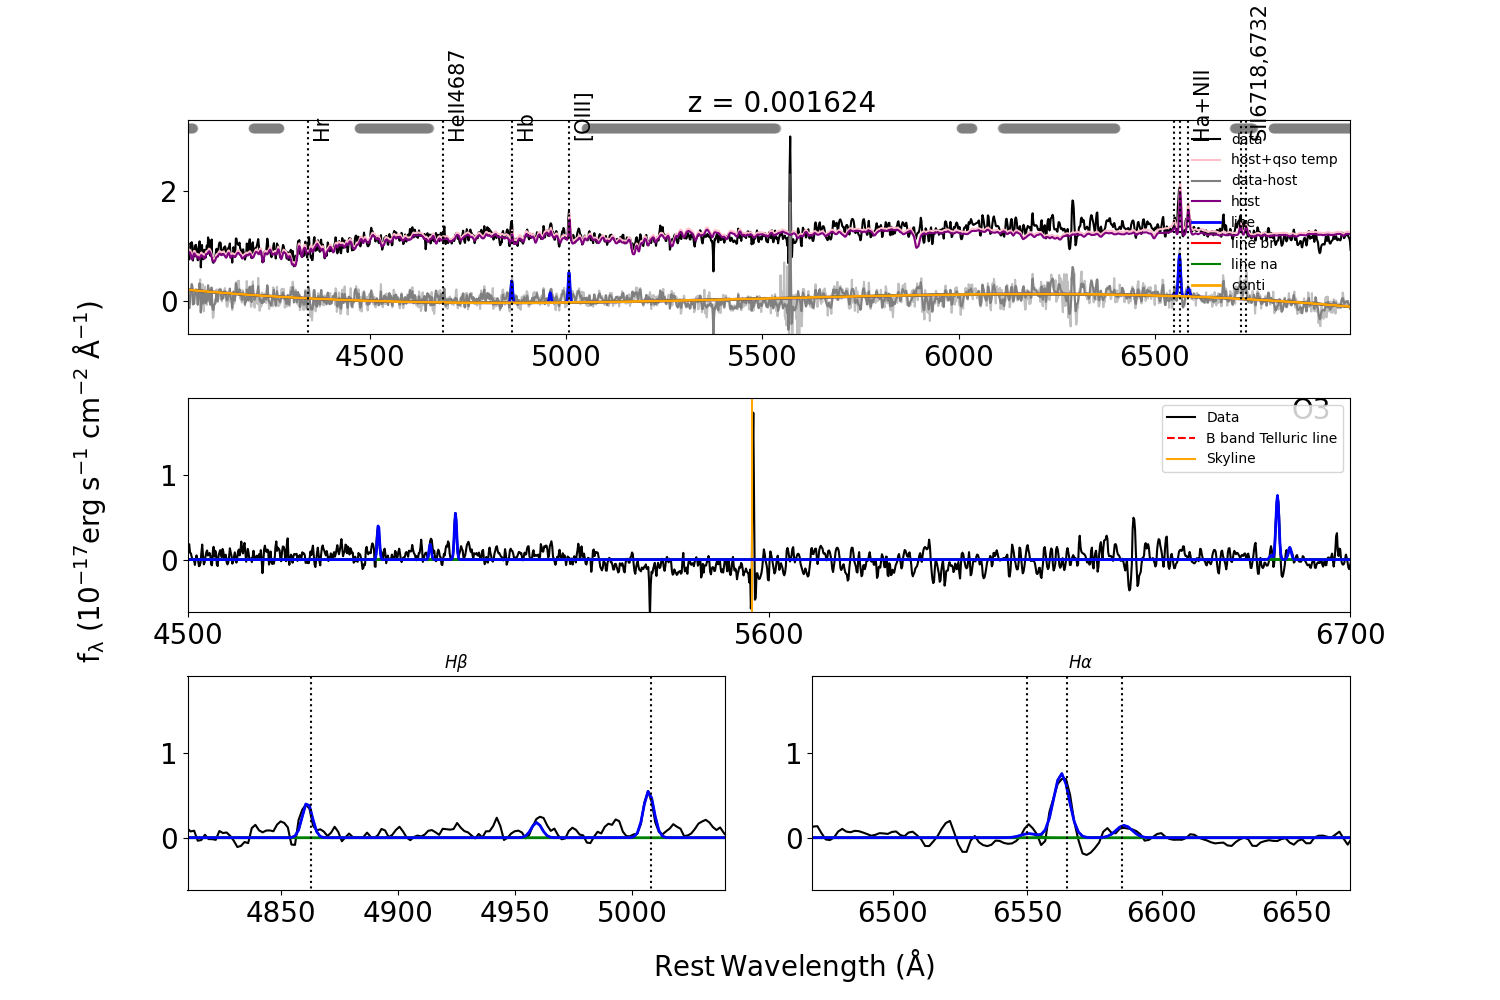 z = 0.001624
Hr
HeII4687
Hb
[OIII]
Ha+NII
SII6718,6732
data
host+qso temp
data-host
host
line
line br
line na
conti
2
0
4500 5000 5500 6000 6500
fλ (10⁻¹⁷erg s⁻¹ cm⁻² Å⁻¹)
O3
Data
B band Telluric line
Skyline
1
0
4500 5600 6700
Hβ
1
0
4850 4900 4950 5000
Hα
1
0
6500 6550 6600 6650
Rest Wavelength (Å)